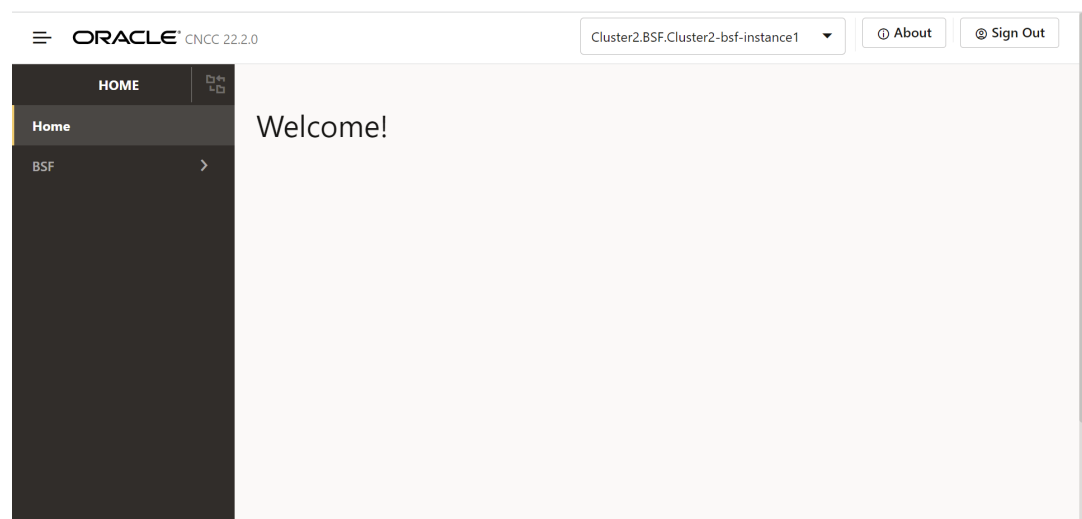 ORACLE® CNCC 22.2.0
Cluster2.BSF.Cluster2-bsf-instance1
About
Sign Out
HOME
Home
BSF
Welcome!